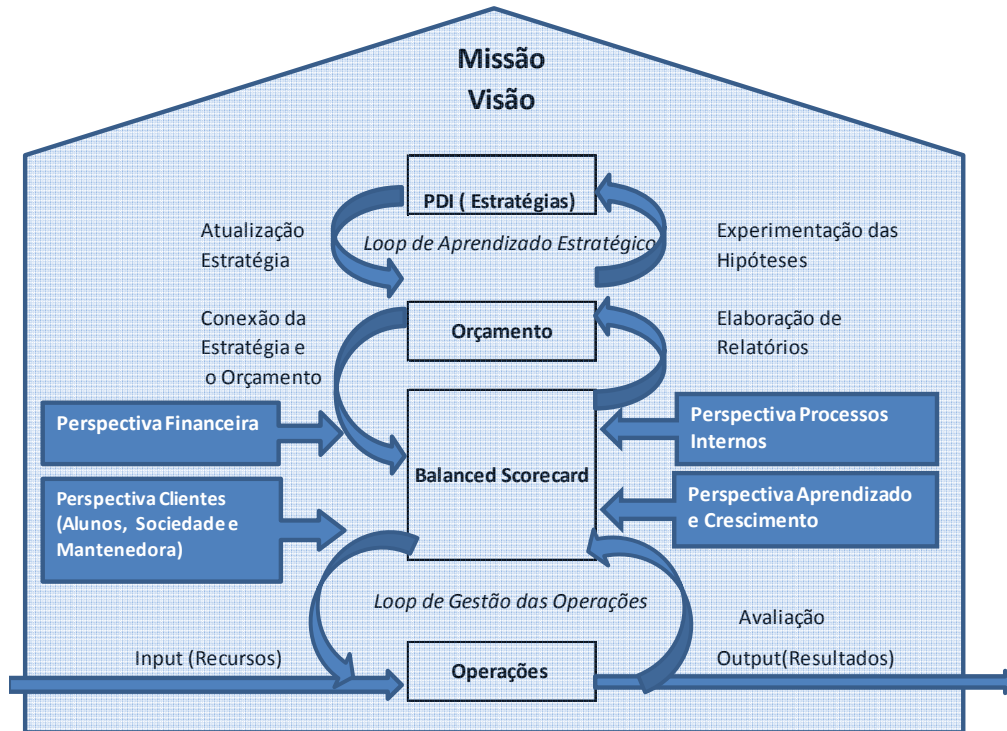 Missão
Visão
PDI ( Estratégias)
Atualização
Estratégia
Loop de Aprendizado Estratégico
Experimentação das
Hipóteses
Conexão da
Estratégia e
o Orçamento
Orçamento
Elaboração de
Relatórios
Perspectiva Financeira
Perspectiva Processos
Internos
Balanced Scorecard
Perspectiva Clientes
(Alunos, Sociedade e
Mantenedora)
Perspectiva Aprendizado
e Crescimento
Loop de Gestão das Operações
Avaliação
Input (Recursos)
Operações
Output(Resultados)